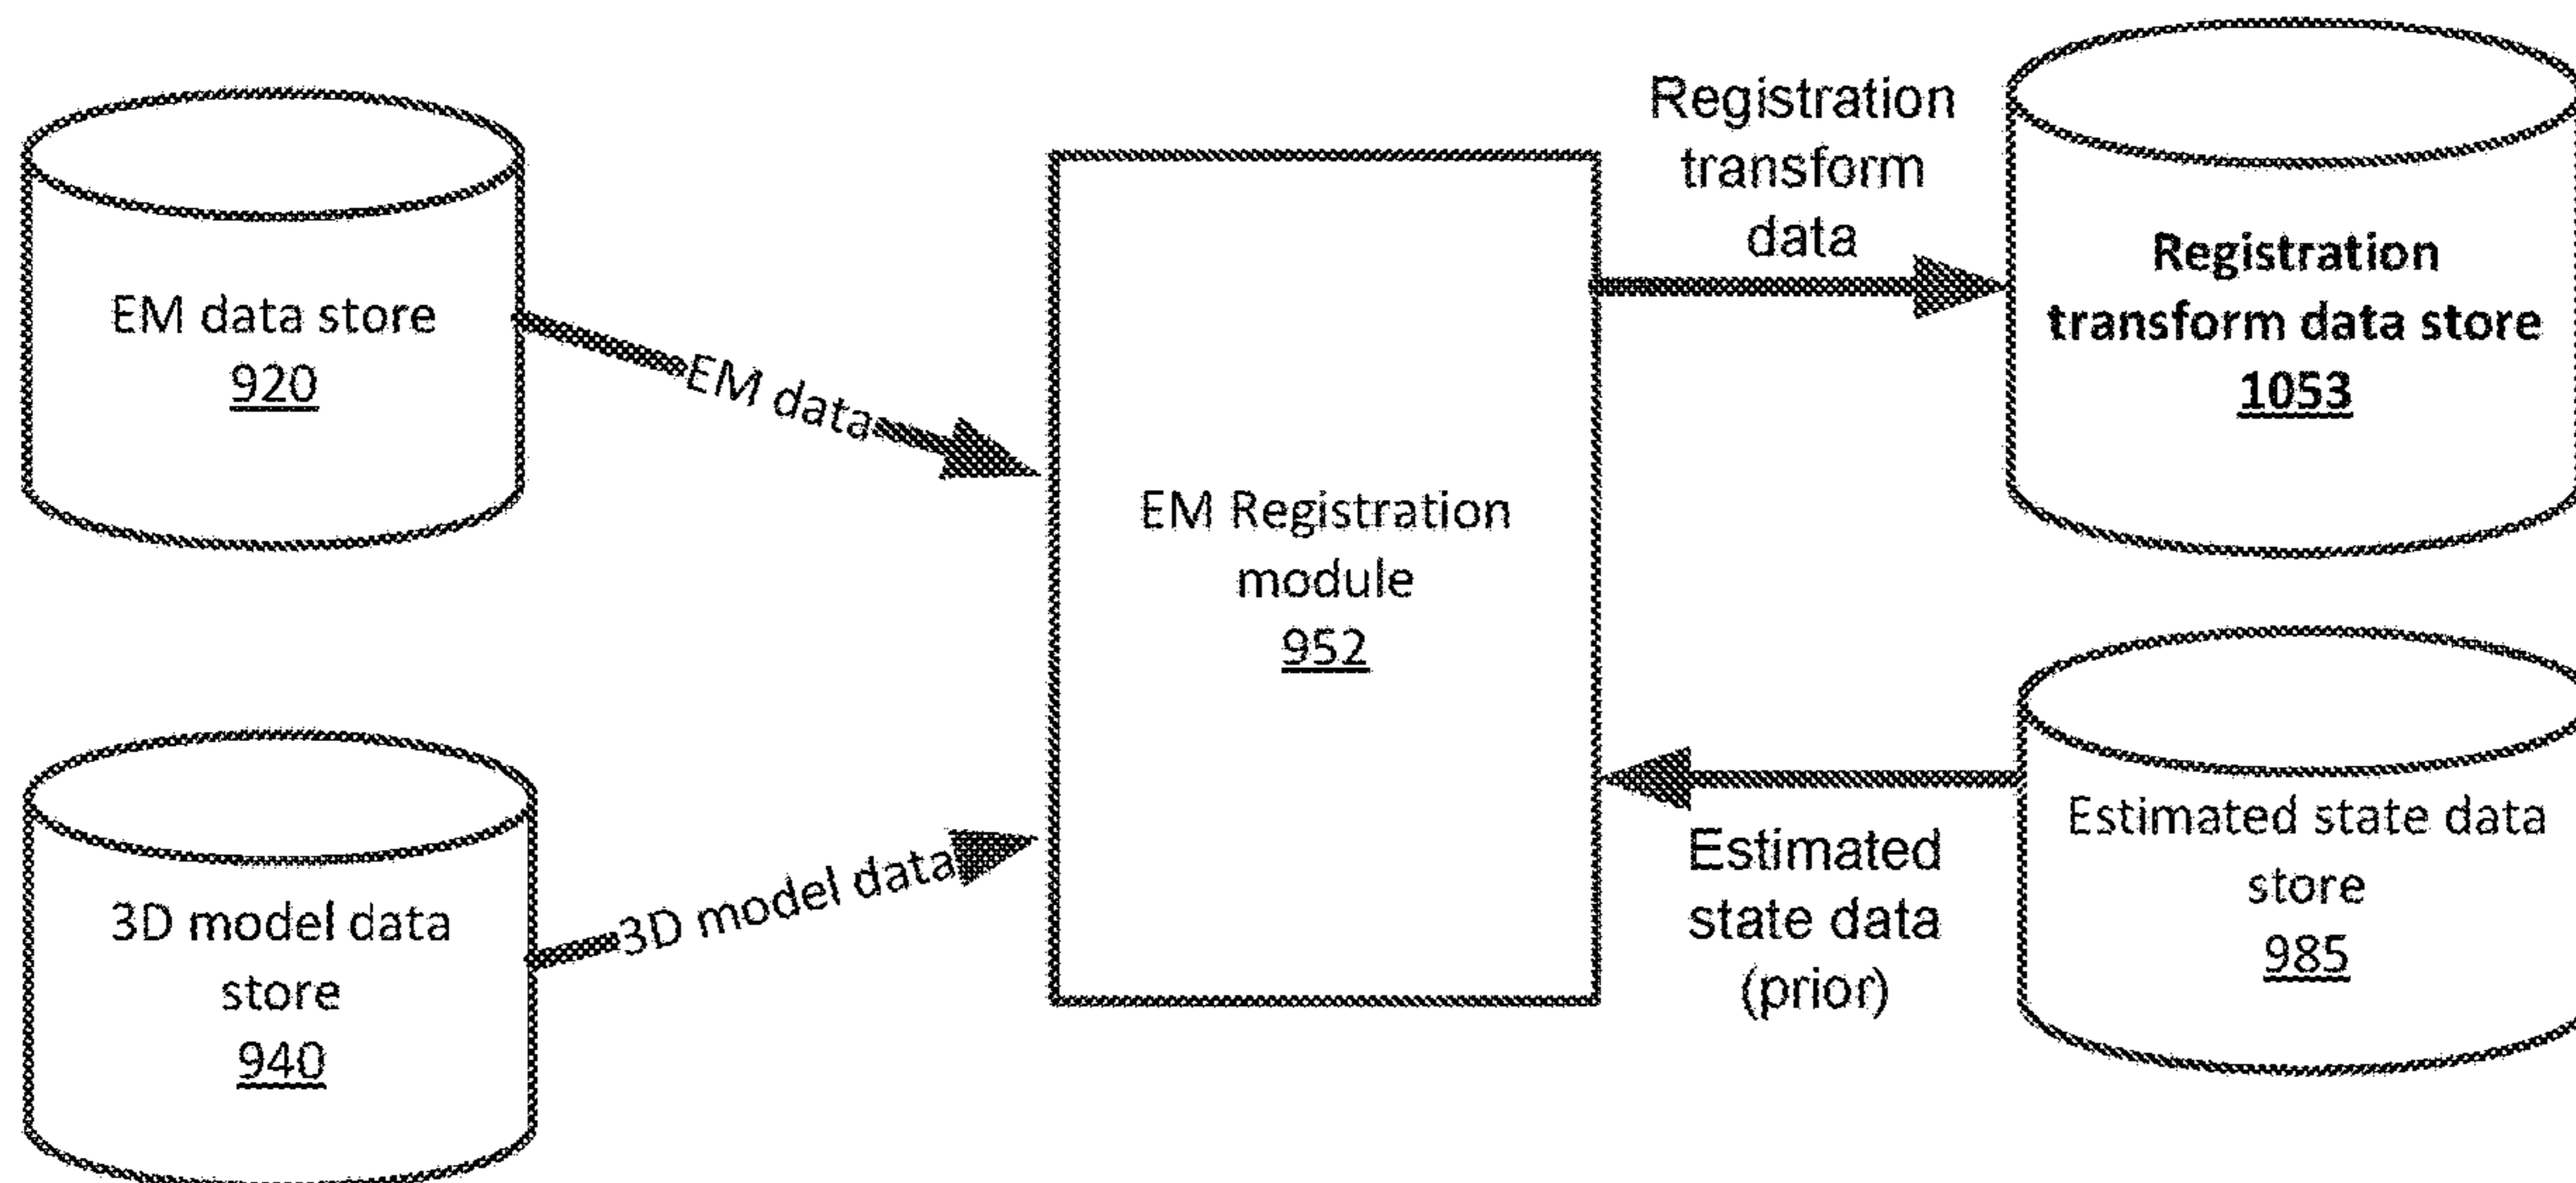 EM data store
920
EM data
3D model data
store
940
3D model data
EM Registration
module
952
Registration
transform
data
Registration
transform data store
1053
Estimated
state data
(prior)
Estimated state data
store
985